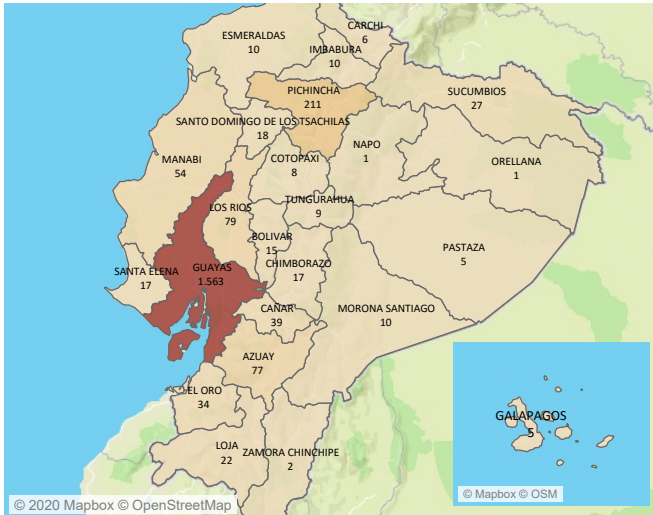 CARCHI
6
ESMERALDAS
10
IMBABURA
10
PICHINCHA
211
SUCUMBIOS
27
SANTO DOMINGO DE LOS TSACHILAS
18
NAPO
1
MANABI
54
COTOPAXI
8
ORELLANA
1
TUNGURAHUA
9
LOS RIOS
79
BOLIVAR
15
PASTAZA
5
CHIMBORAZO
17
SANTA ELENA
17
GUAYAS
1.563
CAÑAR
39
MORONA SANTIAGO
10
AZUAY
77
EL ORO
34
GALAPAGOS
5
LOJA
22
ZAMORA CHINCHIPE
2
© Mapbox © OSM
© 2020 Mapbox © OpenStreetMap